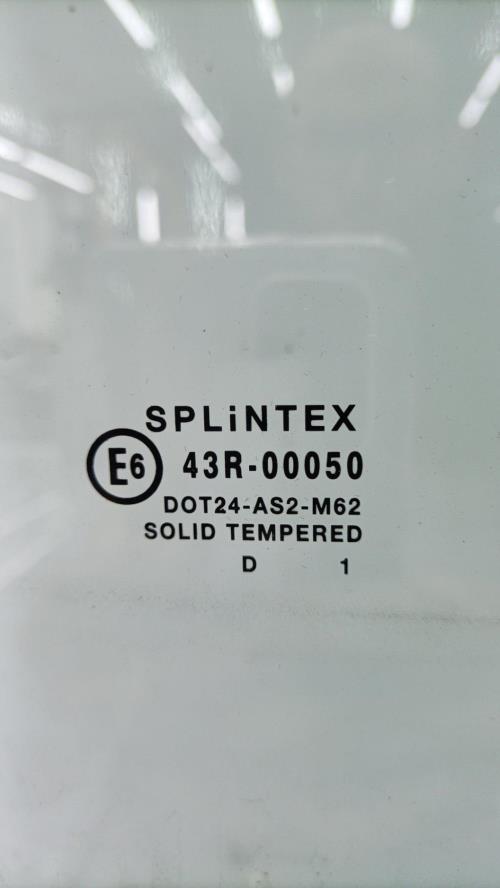 SPLiNTEX
E6 43R-00050
DOT24-AS2-M62
SOLID TEMPERED
D 1